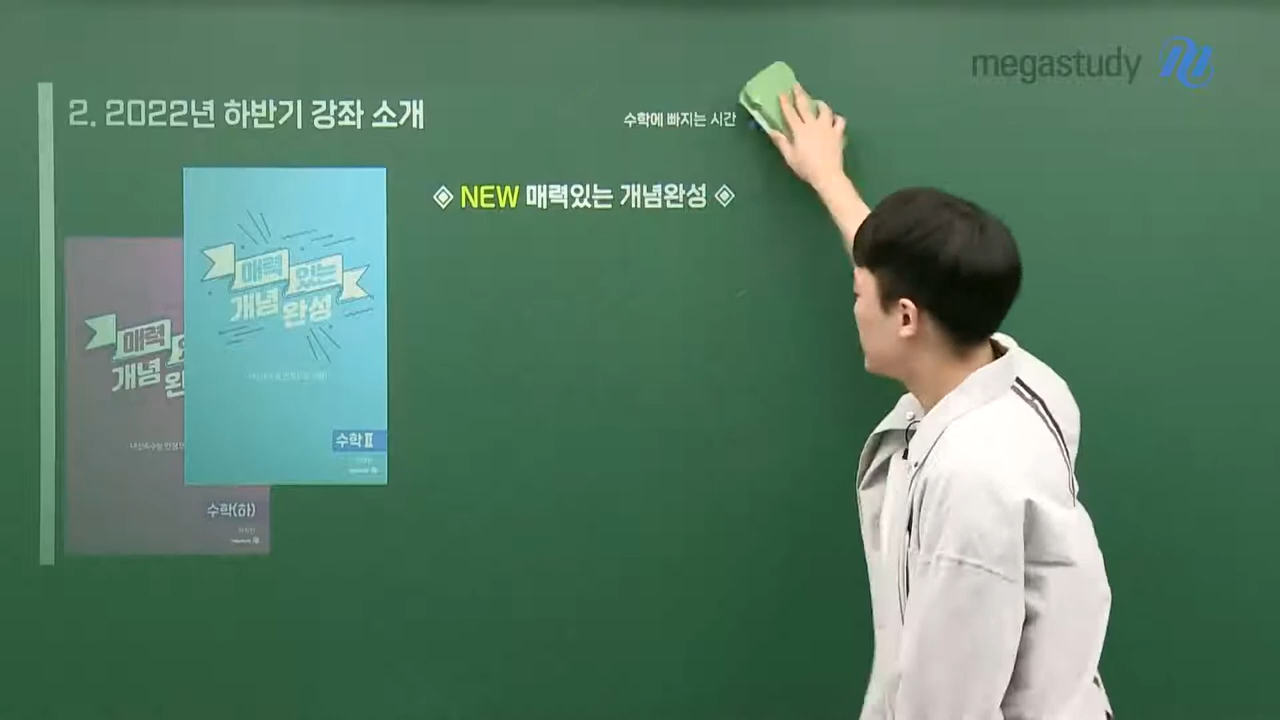 megastudy
2. 2022년 하반기 강좌 소개
수학에 빠지는 시간
NEW 매력있는 개념완성
매력 있는
개념 완성
수학Ⅱ
매력
개념 완
수학(하)